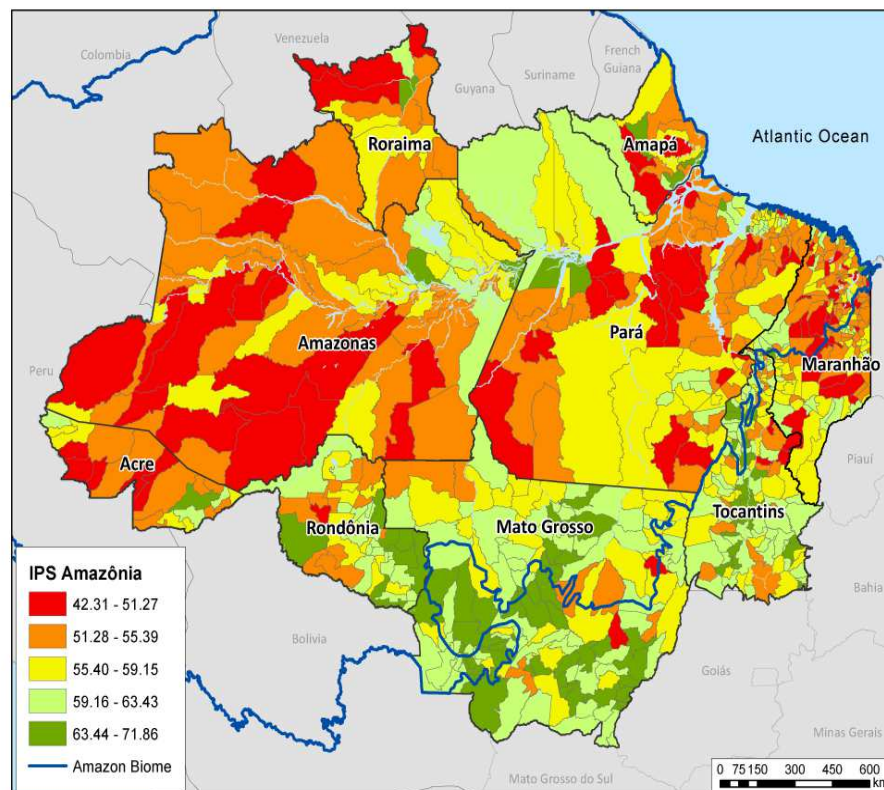 Venezuela
Colombia
Guyana
Suriname
French
Guiana
Atlantic Ocean
Roraima
Amapá
Amazonas
Pará
Maranhão
Peru
Piauí
Acre
Rondônia
Mato Grosso
Tocantins
Bahia
Bolivia
Goiás
Minas Gerais
Mato Grosso do Sul
IPS Amazônia
42.31 - 51.27
51.28 - 55.39
55.40 - 59.15
59.16 - 63.43
63.44 - 71.86
Amazon Biome
0 75 150 300 450 600
km